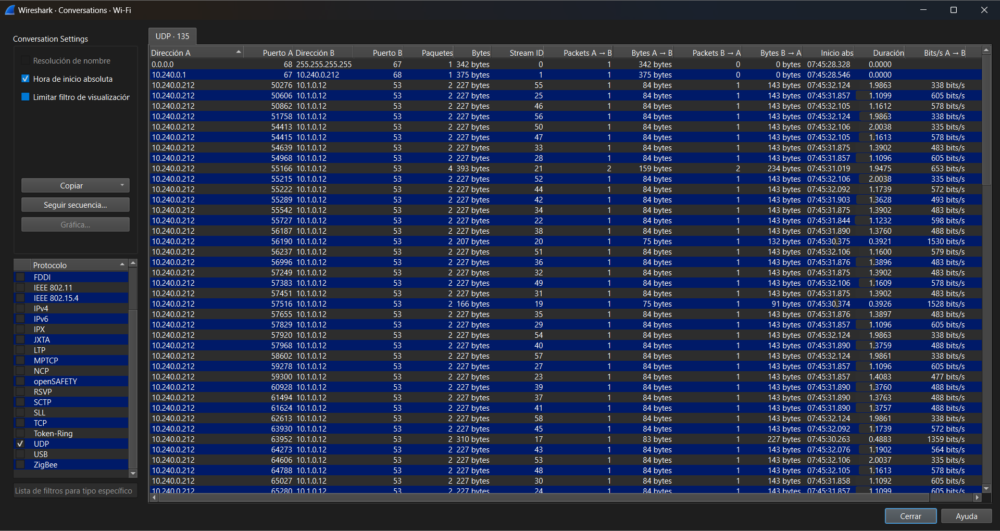 Wireshark · Conversations · Wi-Fi
Conversation Settings
Resolución de nombre
Hora de inicio absoluta
Limitar filtro de visualización
Copiar
Seguir secuencia...
Gráfica...
Protocolo
FDDI
IEEE 802.11
IEEE 802.15.4
IPv4
IPv6
IPX
JXTA
LTP
MPTCP
NCP
openSAFETY
RSVP
SCTP
SLL
TCP
Token-Ring
UDP
USB
ZigBee
Lista de filtros para tipo específico
UDP · 135
Dirección A Puerto A Dirección B Puerto B Paquetes Bytes Stream ID Packets A → B Bytes A → B Packets B → A Bytes B → A Inicio abs Duración Bits/s A → B
0.0.0.0 68 255.255.255.255 67 1 342 bytes 0 1 342 bytes 0 0 bytes 07:45:28.328 0.0000
10.240.0.1 67 10.240.0.212 68 1 375 bytes 1 1 375 bytes 0 0 bytes 07:45:28.546 0.0000
10.240.0.212 50276 10.1.0.12 53 2 227 bytes 55 1 84 bytes 1 143 bytes 07:45:32.124 1.9863 338 bits/s
10.240.0.212 50606 10.1.0.12 53 2 227 bytes 25 1 84 bytes 1 143 bytes 07:45:31.857 1.1099 605 bits/s
10.240.0.212 50862 10.1.0.12 53 2 227 bytes 46 1 84 bytes 1 143 bytes 07:45:32.105 1.1612 578 bits/s
10.240.0.212 51758 10.1.0.12 53 2 227 bytes 56 1 84 bytes 1 143 bytes 07:45:32.124 1.9863 338 bits/s
10.240.0.212 54413 10.1.0.12 53 2 227 bytes 50 1 84 bytes 1 143 bytes 07:45:32.106 2.0038 335 bits/s
10.240.0.212 54415 10.1.0.12 53 2 227 bytes 47 1 84 bytes 1 143 bytes 07:45:32.105 1.1613 578 bits/s
10.240.0.212 54639 10.1.0.12 53 2 227 bytes 33 1 84 bytes 1 143 bytes 07:45:31.875 1.3902 483 bits/s
10.240.0.212 54968 10.1.0.12 53 2 227 bytes 28 1 84 bytes 1 143 bytes 07:45:31.857 1.1096 605 bits/s
10.240.0.212 55166 10.1.0.12 53 4 393 bytes 21 2 159 bytes 2 234 bytes 07:45:31.019 1.9475 653 bits/s
10.240.0.212 55215 10.1.0.12 53 2 227 bytes 52 1 84 bytes 1 143 bytes 07:45:32.106 2.0038 335 bits/s
10.240.0.212 55222 10.1.0.12 53 2 227 bytes 44 1 84 bytes 1 143 bytes 07:45:32.092 1.1739 572 bits/s
10.240.0.212 55289 10.1.0.12 53 2 227 bytes 42 1 84 bytes 1 143 bytes 07:45:31.903 1.3628 493 bits/s
10.240.0.212 55542 10.1.0.12 53 2 227 bytes 34 1 84 bytes 1 143 bytes 07:45:31.875 1.3902 483 bits/s
10.240.0.212 55727 10.1.0.12 53 2 227 bytes 22 1 84 bytes 1 143 bytes 07:45:31.844 1.1232 598 bits/s
10.240.0.212 56187 10.1.0.12 53 2 227 bytes 38 1 84 bytes 1 143 bytes 07:45:31.890 1.3760 488 bits/s
10.240.0.212 56190 10.1.0.12 53 2 207 bytes 20 1 75 bytes 1 132 bytes 07:45:30.375 0.3921 1530 bits/s
10.240.0.212 56237 10.1.0.12 53 2 227 bytes 51 1 84 bytes 1 143 bytes 07:45:32.106 1.1600 579 bits/s
10.240.0.212 56996 10.1.0.12 53 2 227 bytes 36 1 84 bytes 1 143 bytes 07:45:31.876 1.3896 483 bits/s
10.240.0.212 57249 10.1.0.12 53 2 227 bytes 32 1 84 bytes 1 143 bytes 07:45:31.875 1.3902 483 bits/s
10.240.0.212 57383 10.1.0.12 53 2 227 bytes 49 1 84 bytes 1 143 bytes 07:45:32.106 1.1609 578 bits/s
10.240.0.212 57451 10.1.0.12 53 2 227 bytes 31 1 84 bytes 1 143 bytes 07:45:31.875 1.3902 483 bits/s
10.240.0.212 57516 10.1.0.12 53 2 166 bytes 19 1 75 bytes 1 91 bytes 07:45:30.374 0.3926 1528 bits/s
10.240.0.212 57655 10.1.0.12 53 2 227 bytes 35 1 84 bytes 1 143 bytes 07:45:31.876 1.3897 483 bits/s
10.240.0.212 57829 10.1.0.12 53 2 227 bytes 29 1 84 bytes 1 143 bytes 07:45:31.857 1.1096 605 bits/s
10.240.0.212 57920 10.1.0.12 53 2 227 bytes 54 1 84 bytes 1 143 bytes 07:45:32.124 1.9863 338 bits/s
10.240.0.212 57968 10.1.0.12 53 2 227 bytes 40 1 84 bytes 1 143 bytes 07:45:31.890 1.3759 488 bits/s
10.240.0.212 58602 10.1.0.12 53 2 227 bytes 57 1 84 bytes 1 143 bytes 07:45:32.124 1.9861 338 bits/s
10.240.0.212 59278 10.1.0.12 53 2 227 bytes 27 1 84 bytes 1 143 bytes 07:45:31.857 1.1096 605 bits/s
10.240.0.212 59300 10.1.0.12 53 2 227 bytes 23 1 84 bytes 1 143 bytes 07:45:31.857 1.4083 477 bits/s
10.240.0.212 60928 10.1.0.12 53 2 227 bytes 39 1 84 bytes 1 143 bytes 07:45:31.890 1.3760 488 bits/s
10.240.0.212 61494 10.1.0.12 53 2 227 bytes 37 1 84 bytes 1 143 bytes 07:45:31.890 1.3763 488 bits/s
10.240.0.212 61624 10.1.0.12 53 2 227 bytes 41 1 84 bytes 1 143 bytes 07:45:31.890 1.3757 488 bits/s
10.240.0.212 62613 10.1.0.12 53 2 227 bytes 58 1 84 bytes 1 143 bytes 07:45:32.124 1.9861 338 bits/s
10.240.0.212 63930 10.1.0.12 53 2 227 bytes 45 1 84 bytes 1 143 bytes 07:45:32.092 1.1739 572 bits/s
10.240.0.212 63952 10.1.0.12 53 2 310 bytes 17 1 83 bytes 1 227 bytes 07:45:30.263 0.4883 1359 bits/s
10.240.0.212 64273 10.1.0.12 53 2 227 bytes 43 1 84 bytes 1 143 bytes 07:45:32.076 1.1902 564 bits/s
10.240.0.212 64606 10.1.0.12 53 2 227 bytes 53 1 84 bytes 1 143 bytes 07:45:32.106 2.0037 335 bits/s
10.240.0.212 64788 10.1.0.12 53 2 227 bytes 48 1 84 bytes 1 143 bytes 07:45:32.105 1.1613 578 bits/s
10.240.0.212 65027 10.1.0.12 53 2 227 bytes 30 1 84 bytes 1 143 bytes 07:45:31.858 1.1092 605 bits/s
10.240.0.212 65280 10.1.0.12 53 2 227 bytes 24 1 84 bytes 1 143 bytes 07:45:31.857 1.1099 605 bits/s
Cerrar
Ayuda